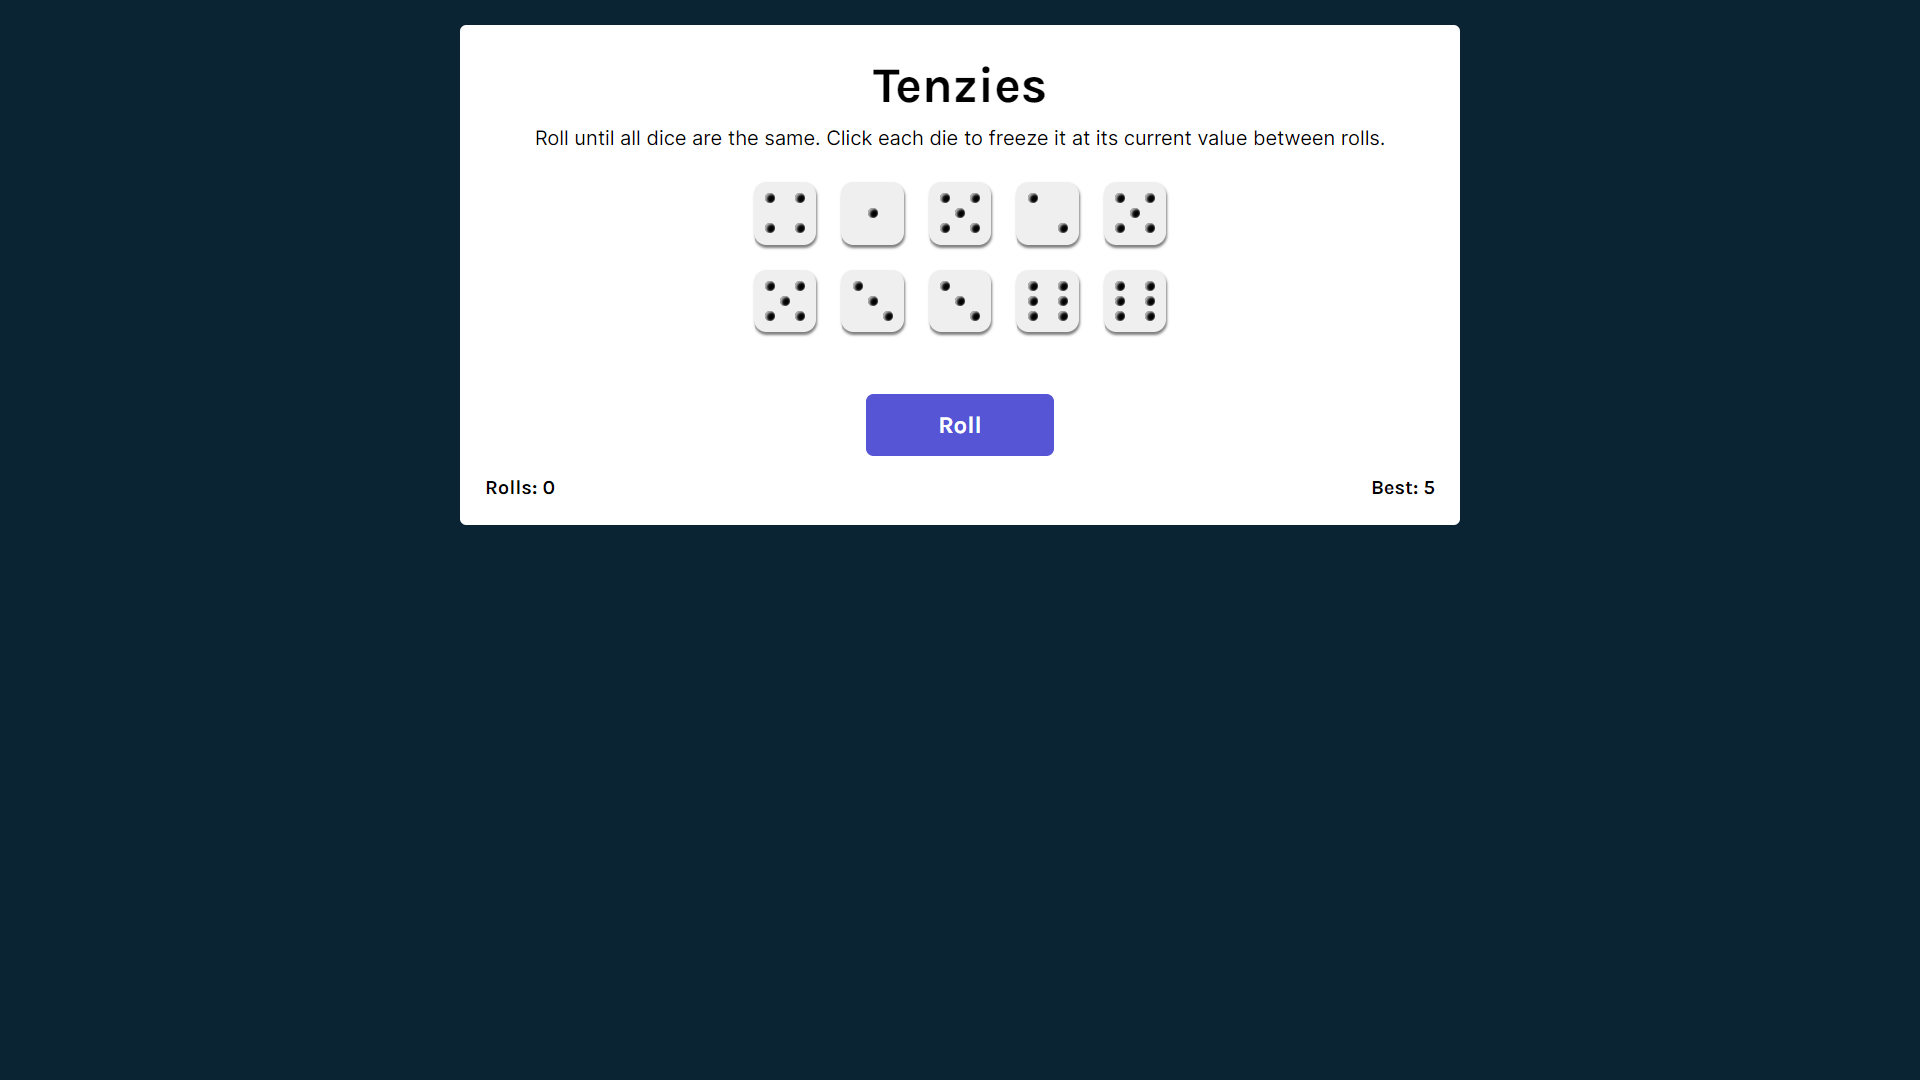 Tenzies
Roll until all dice are the same. Click each die to freeze it at its current value between rolls.
Roll
Rolls: 0
Best: 5